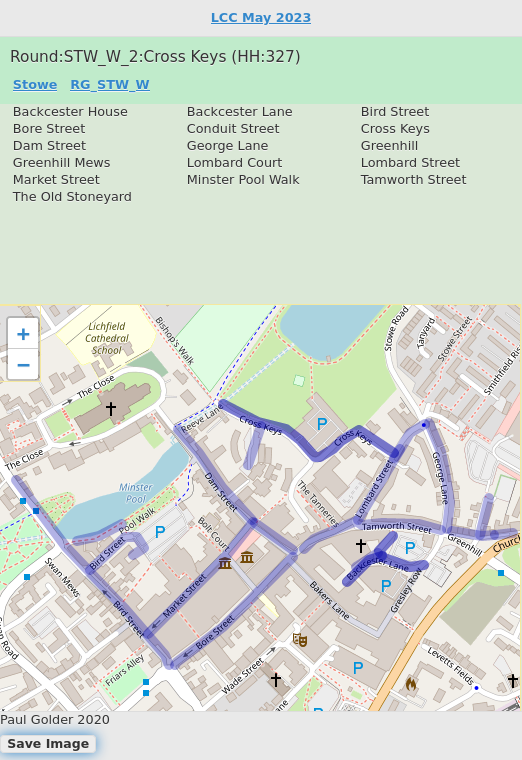 LCC May 2023
Round:STW_W_2:Cross Keys (HH:327)
Stowe RG_STW_W
Backcester House Backcester Lane Bird Street
Bore Street Conduit Street Cross Keys
Dam Street George Lane Greenhill
Greenhill Mews Lombard Court Lombard Street
Market Street Minster Pool Walk Tamworth Street
The Old Stoneyard
+
−
Lichfield
Cathedral
School
Bishop's Walk
Stowe Road
Tanyard
Stowe Street
Smithfield Ri
The Close
Reeve Lan
Cross Keys
P
Cross Keys
The Close
Minster
Pool
Dam Street
The Tanneries
Lombard Street
George Lane
Pool Walk
P
Bolt Court
Tamworth Street
Greenhill
Church
Bird Street
Swan Mews
P
Backcester Lane
P
Gresley Row
Market Street
Bakers Lane
Bird Street
Bore Street
Road
Friars Alley
Wade Street
P
Levetts Fields
P
Paul Golder 2020
Save Image